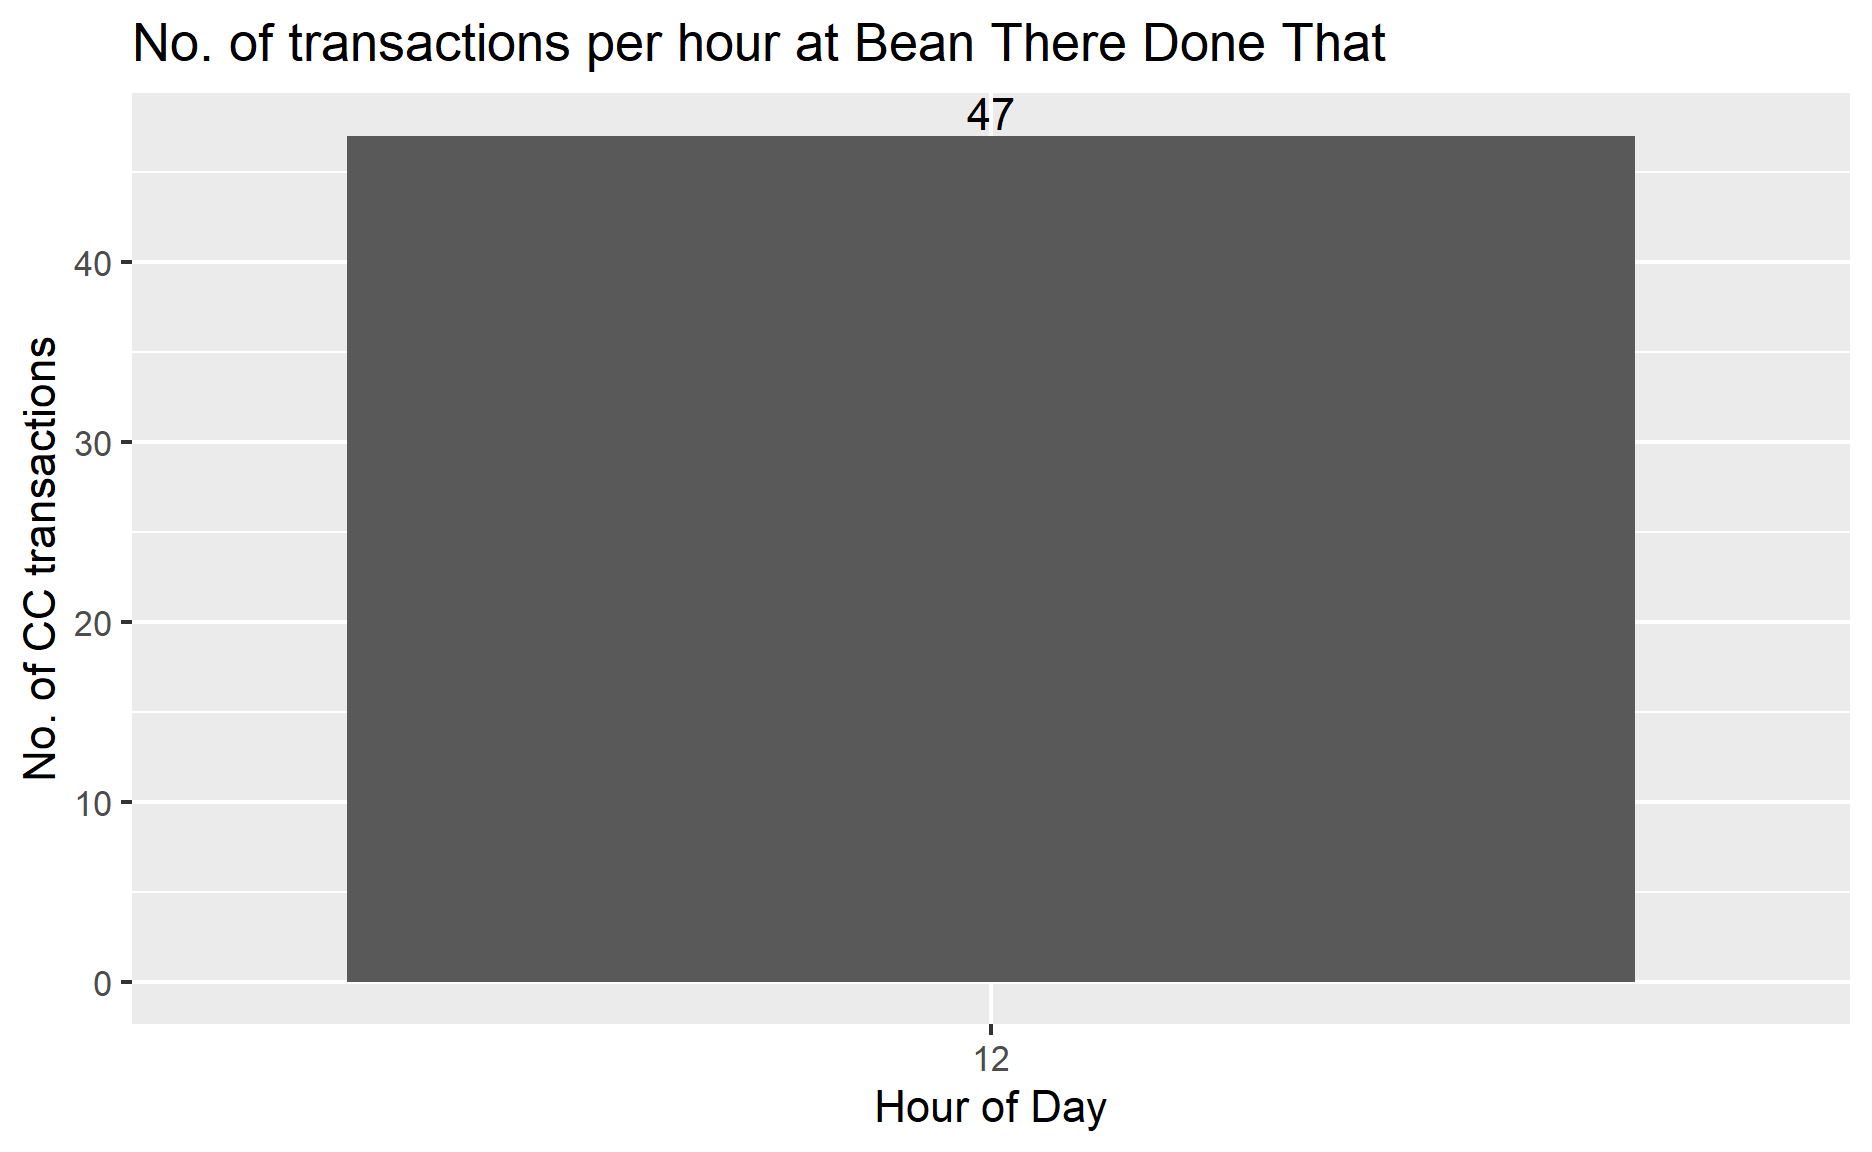 No. of transactions per hour at Bean There Done That
47
No. of CC transactions
40
30
20
10
0
12
Hour of Day